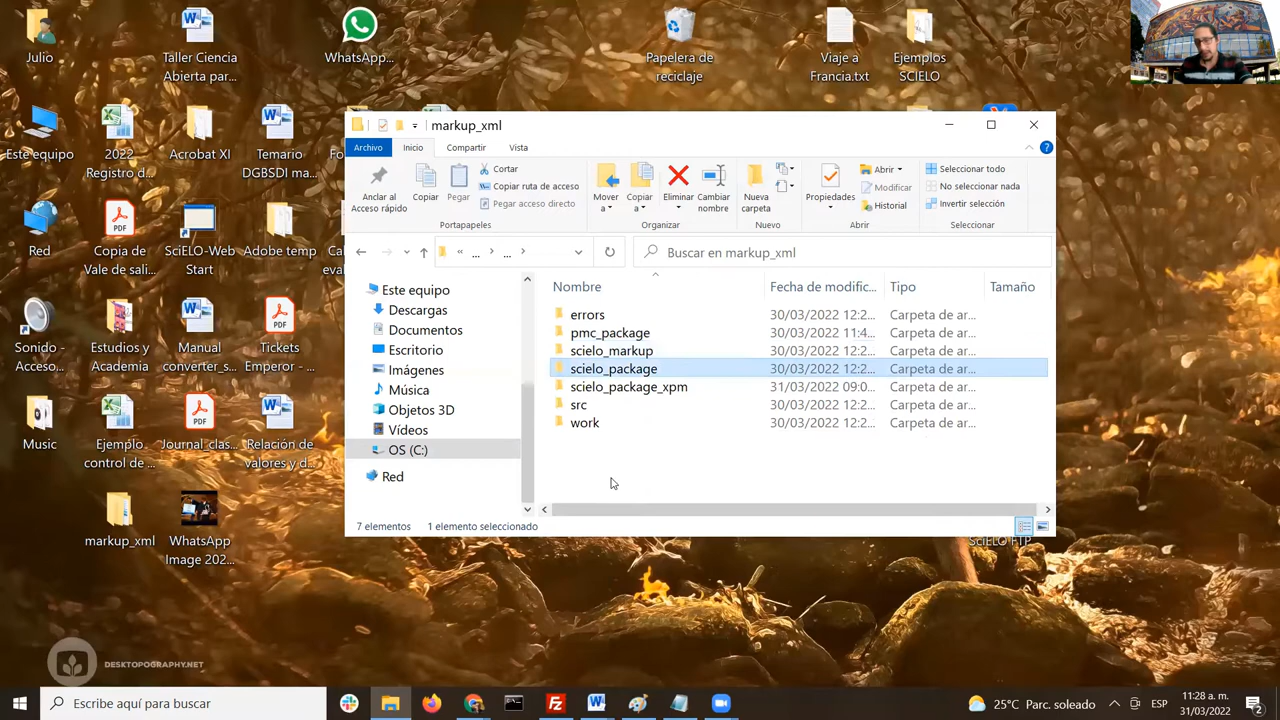 Julio
Taller Ciencia
Abierta par...
WhatsApp...
Papelera de
reciclaje
Viaje a
Francia.txt
Ejemplos
SCIELO
Este equipo
2022
Registro d...
Acrobat XI
Temario
DGBSDI ma...
Red
Copia de
Vale de sali...
SciELO-Web
Start
Adobe temp
Sonido -
Acceso...
Estudios y
Academia
Manual
converter_s...
Tickets
Emperor - ...
Music
Ejemplo
control de ...
Journal_clas...
Relación de
valores y d...
markup_xml
WhatsApp
Image 202...
markup_xml
Archivo
Inicio
Compartir
Vista
Anclar al
Acceso rápido
Copiar
Pegar
Cortar
Copiar ruta de acceso
Pegar acceso directo
Portapapeles
Mover
a
Copiar
a
Eliminar
Cambiar
nombre
Organizar
Nueva
carpeta
Nuevo
Propiedades
Abrir
Modificar
Historial
Abrir
Seleccionar todo
No seleccionar nada
Invertir selección
Seleccionar
« ... › ... ›
Buscar en markup_xml
Este equipo
Descargas
Documentos
Escritorio
Imágenes
Música
Objetos 3D
Vídeos
OS (C:)
Red
Nombre Fecha de modific... Tipo Tamaño
errors 30/03/2022 12:2... Carpeta de ar...
pmc_package 30/03/2022 11:4... Carpeta de ar...
scielo_markup 30/03/2022 12:2... Carpeta de ar...
scielo_package 30/03/2022 12:2... Carpeta de ar...
scielo_package_xpm 31/03/2022 09:0... Carpeta de ar...
src 30/03/2022 12:2... Carpeta de ar...
work 30/03/2022 12:2... Carpeta de ar...
7 elementos 1 elemento seleccionado
SciELO FTP
DESKTOPOGRAPHY.NET
Escribe aquí para buscar
25°C Parc. soleado
ESP
11:28 a. m.
31/03/2022
2